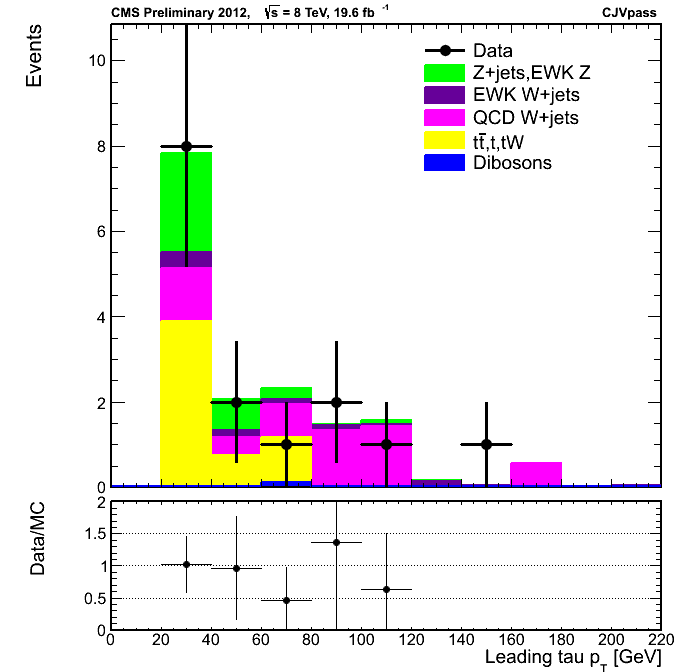 CMS Preliminary 2012, √s = 8 TeV, 19.6 fb⁻¹ CJVpass
Events
10
8
6
4
2
0
Data
Z+jets,EWK Z
EWK W+jets
QCD W+jets
tt̄,t,tW
Dibosons
Data/MC
2
1.5
1
0.5
0
0 20 40 60 80 100 120 140 160 180 200 220
Leading tau p_T [GeV]